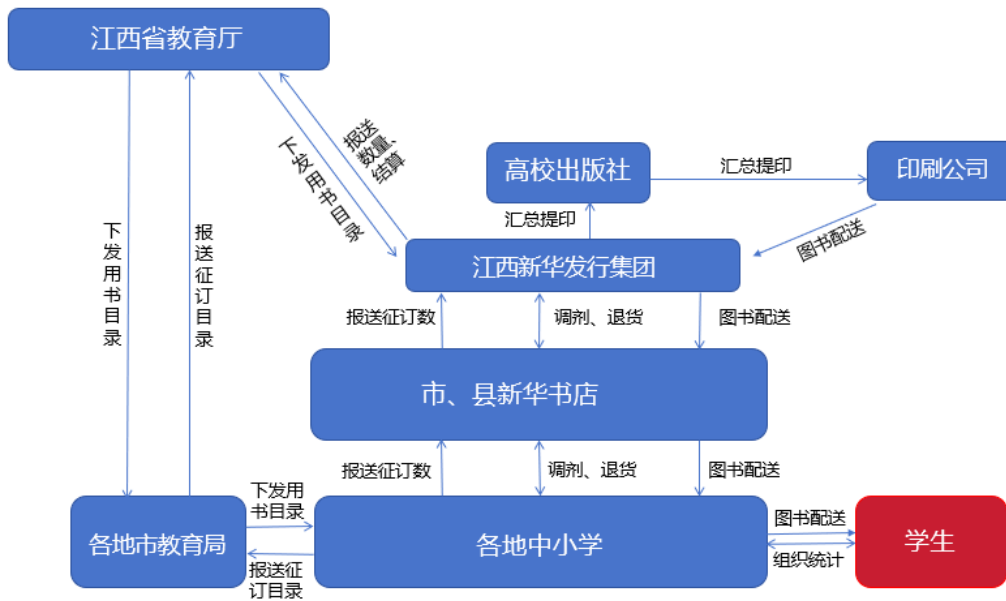 江西省教育厅
下发用书目录
报送征订目录
下发用书目录
报送
数量、
结算
高校出版社
汇总提印
印刷公司
汇总提印
图书配送
江西新华发行集团
报送征订数
调剂、退货
图书配送
市、县新华书店
报送征订数
调剂、退货
图书配送
各地市教育局
下发用
书目录
报送征
订目录
各地中小学
图书配送
组织统计
学生